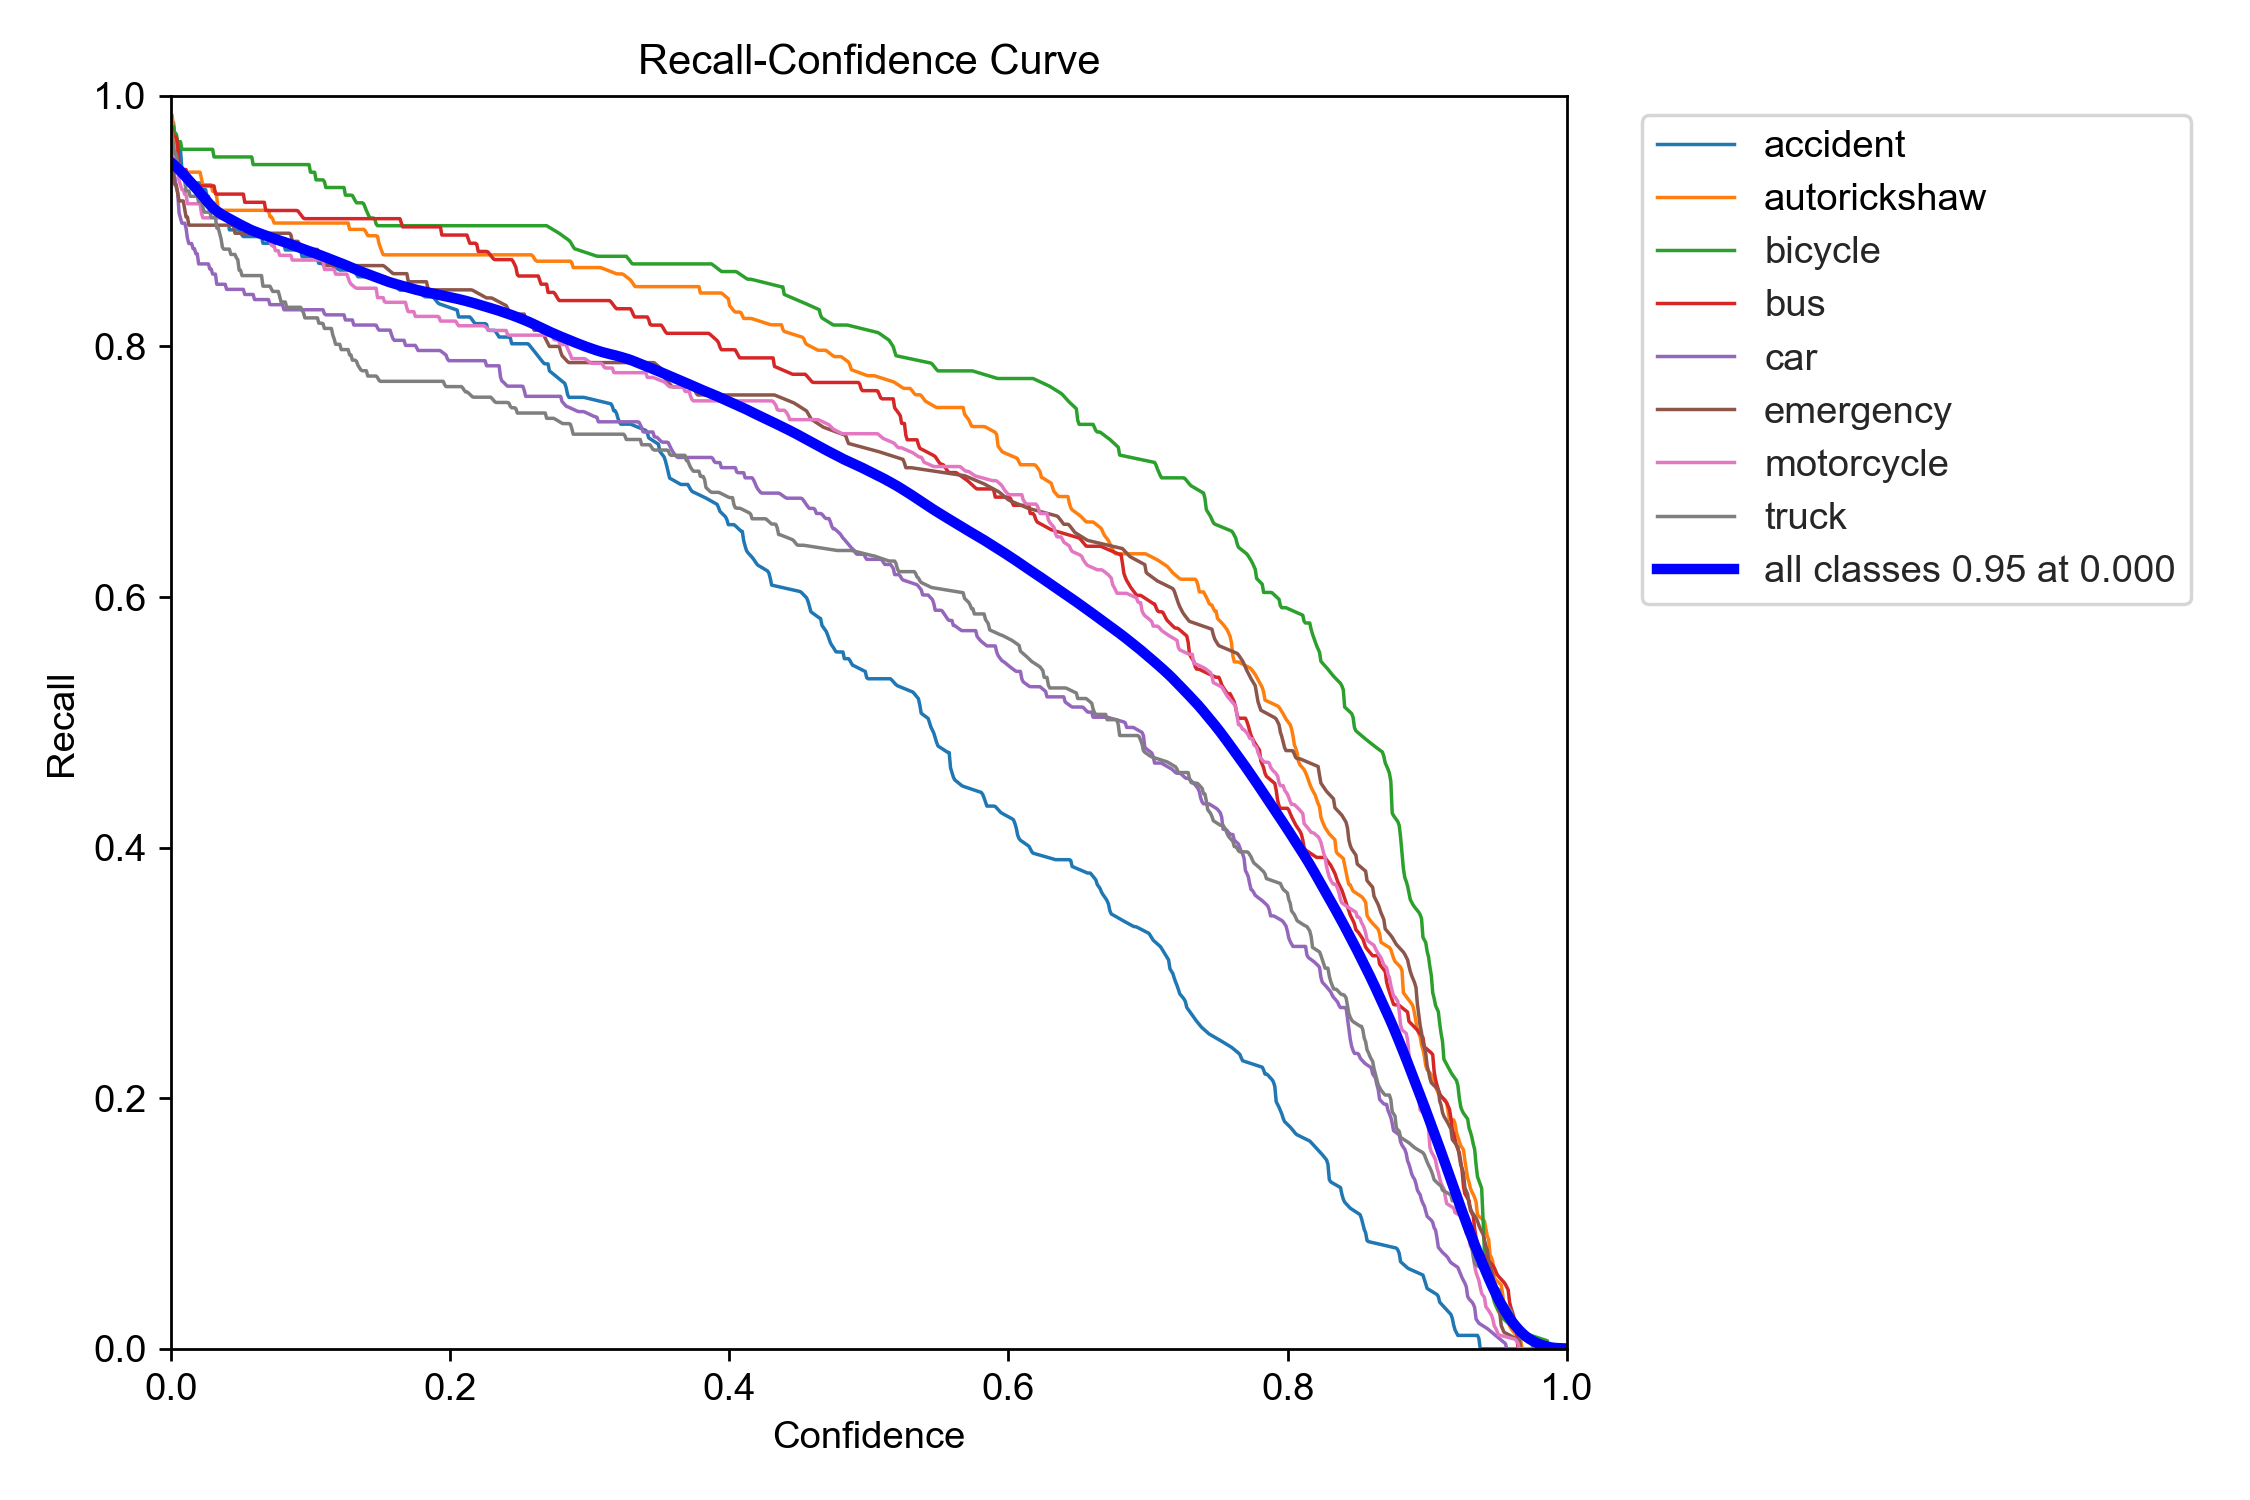 Recall-Confidence Curve
1.0
0.8
0.6
0.4
0.2
0.0
Recall
0.0 0.2 0.4 0.6 0.8 1.0
Confidence
accident
autorickshaw
bicycle
bus
car
emergency
motorcycle
truck
all classes 0.95 at 0.000